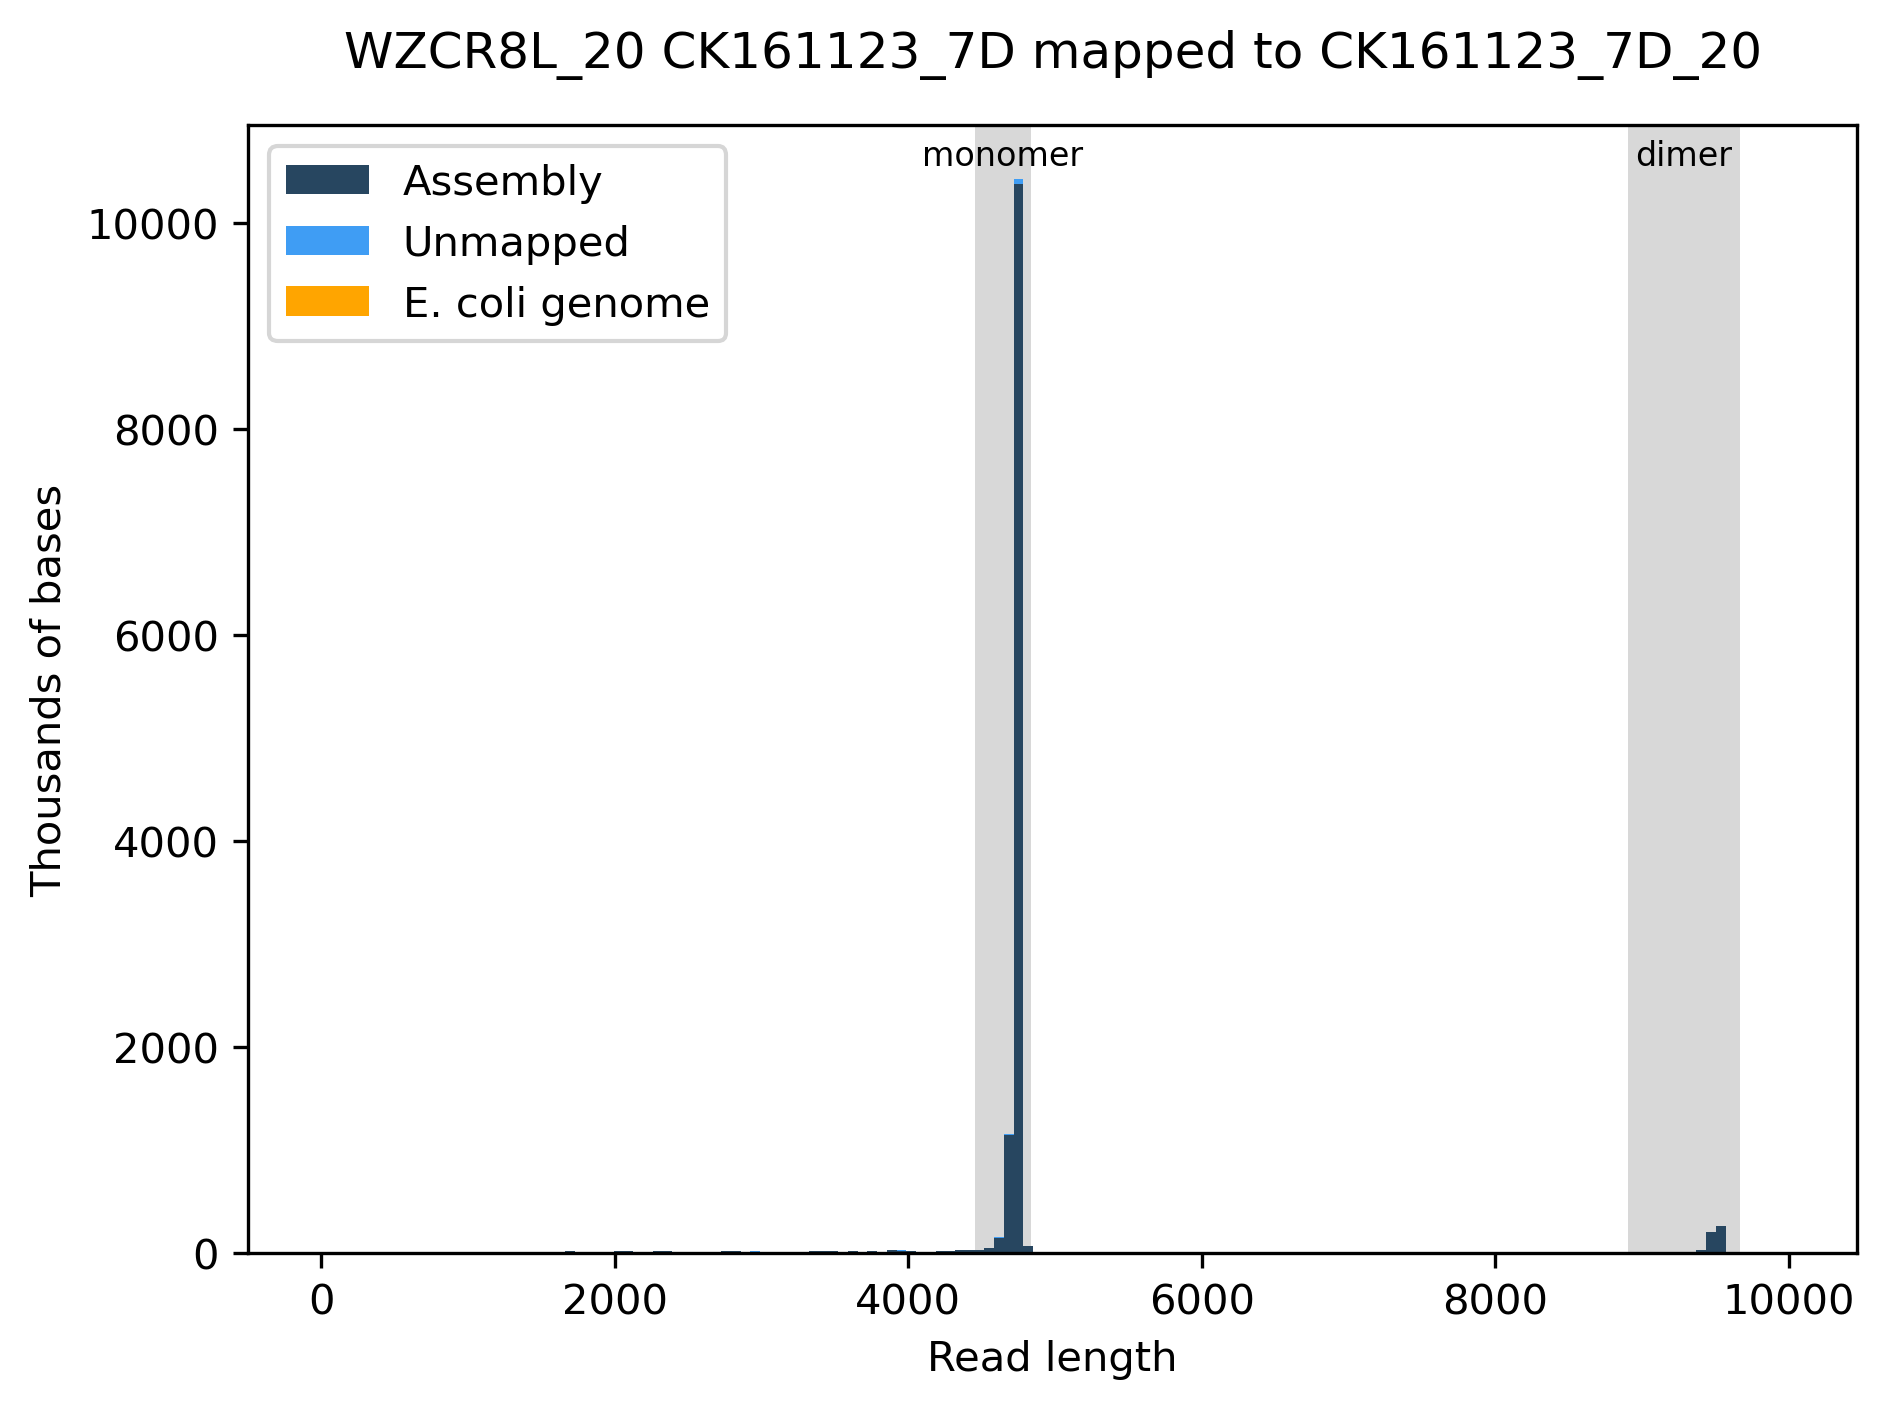 WZCR8L_20 CK161123_7D mapped to CK161123_7D_20
monomer
dimer
Assembly
Unmapped
E. coli genome
10000
8000
6000
4000
2000
0
Thousands of bases
0 2000 4000 6000 8000 10000
Read length